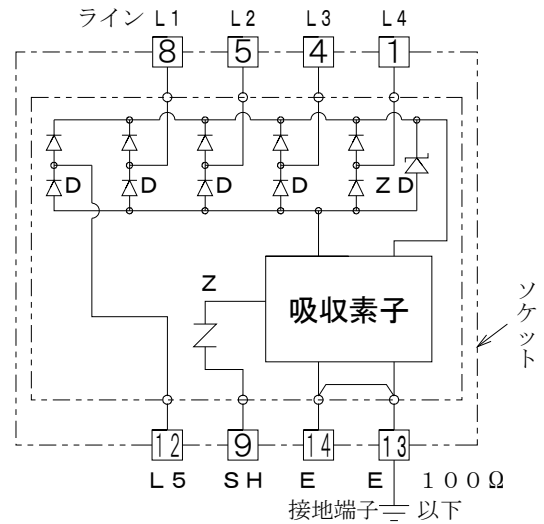 ライン L1 L2 L3 L4
8 5 4 1
D D D D ZD
Z
吸収素子
ソケット
12 9 14 13
L5 SH E E 100Ω
接地端子 以下